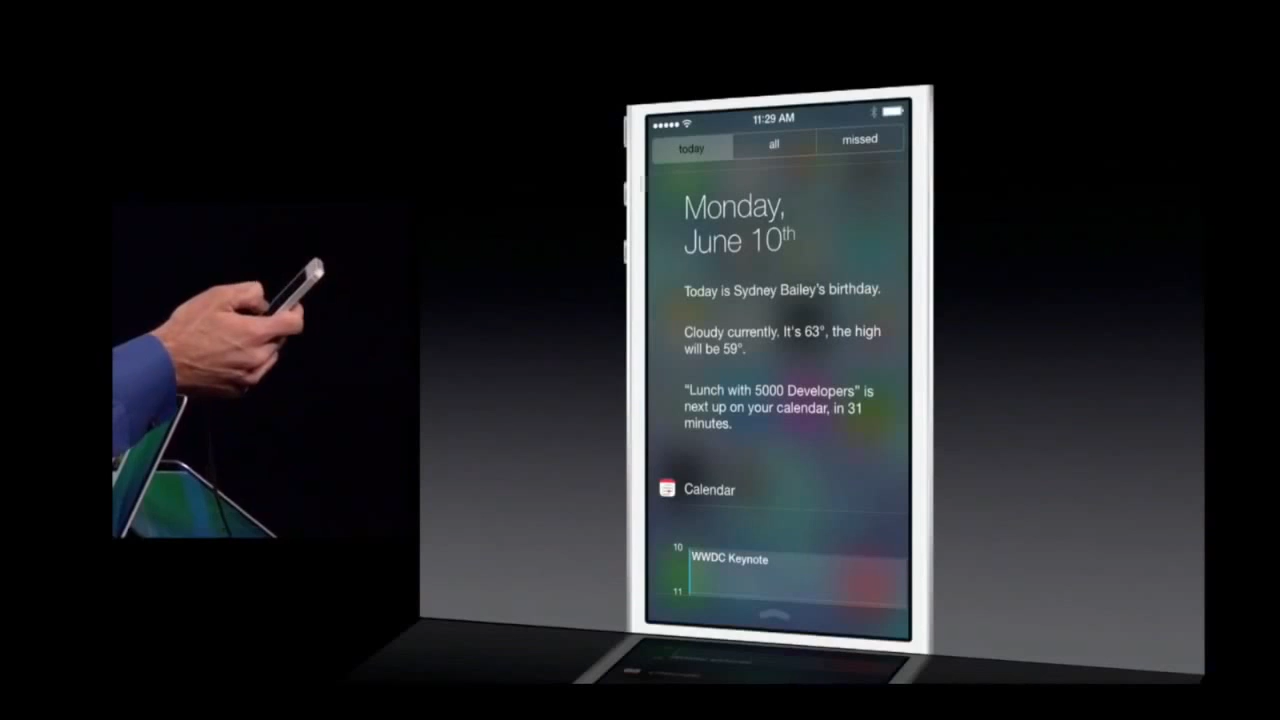 11:29 AM
today all missed
Monday,
June 10th
Today is Sydney Bailey's birthday.
Cloudy currently. It's 63°, the high
will be 59°.
"Lunch with 5000 Developers" is
next up on your calendar, in 31
minutes.
Calendar
10
WWDC Keynote
11